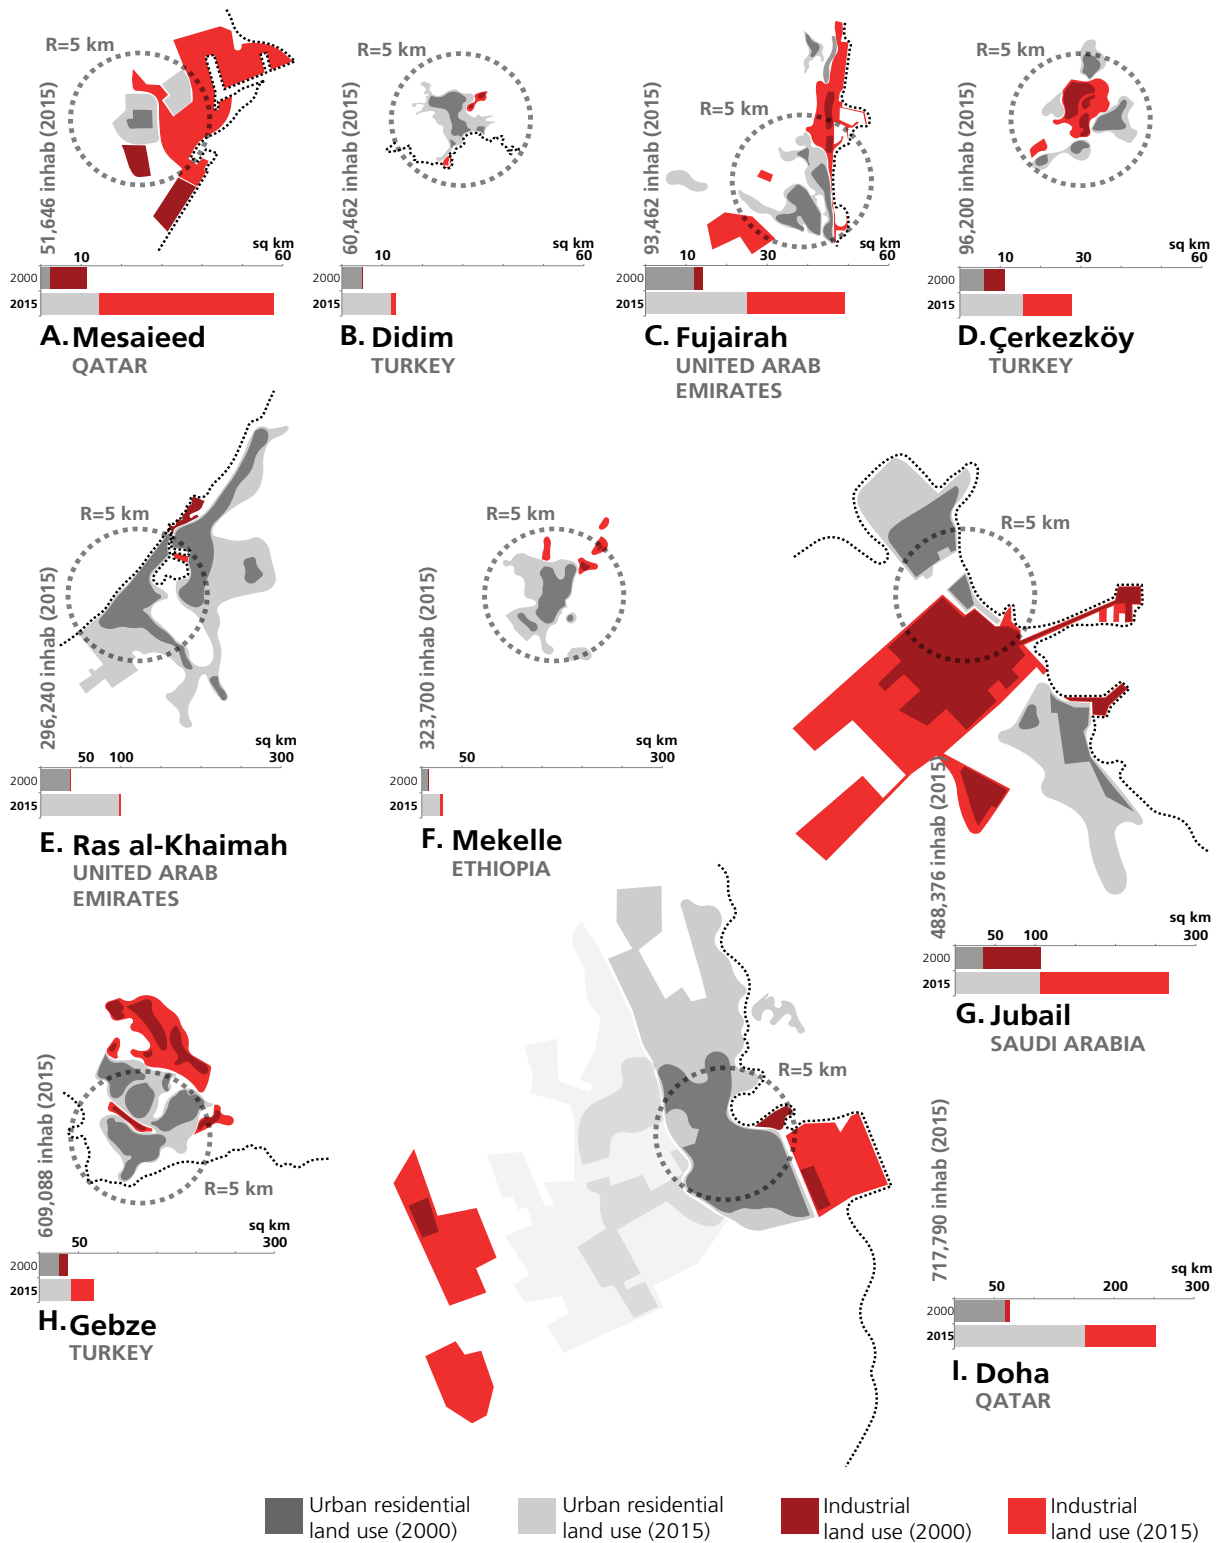 R=5 km
51,646 inhab (2015)
sq km
10
60
2000
2015
A. Mesaieed
QATAR
R=5 km
60,462 inhab (2015)
sq km
10
60
B. Didim
TURKEY
R=5 km
93,462 inhab (2015)
sq km
10
30
60
2000
2015
C. Fujairah
UNITED ARAB
EMIRATES
R=5 km
96,200 inhab (2015)
sq km
10
30
60
2000
2015
D. Çerkezköy
TURKEY
R=5 km
296,240 inhab (2015)
sq km
50
100
300
2000
2015
E. Ras al-Khaimah
UNITED ARAB
EMIRATES
R=5 km
323,700 inhab (2015)
sq km
50
300
2000
2015
F. Mekelle
ETHIOPIA
R=5 km
488,376 inhab (2015)
sq km
50
100
300
2000
2015
G. Jubail
SAUDI ARABIA
609,088 inhab (2015)
R=5 km
sq km
50
300
2000
2015
H. Gebze
TURKEY
R=5 km
717,790 inhab (2015)
sq km
50
200
300
2000
2015
I. Doha
QATAR
Urban residential
land use (2000)
Urban residential
land use (2015)
Industrial
land use (2000)
Industrial
land use (2015)